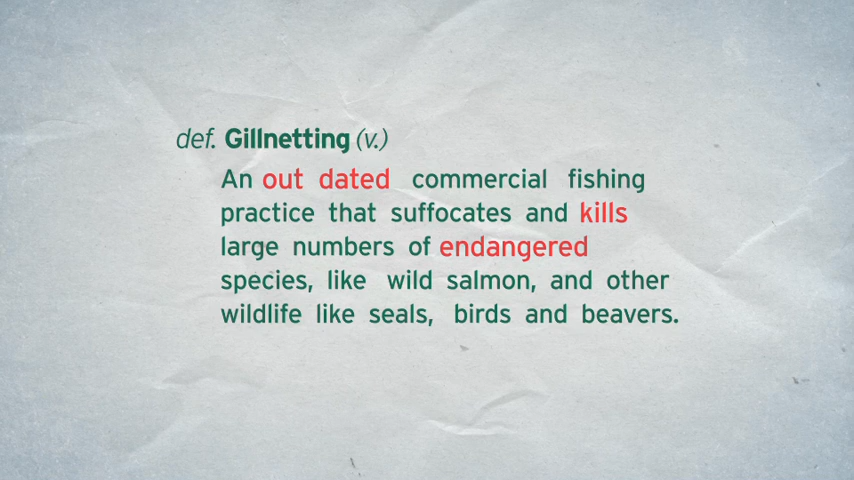 def. Gillnetting (v.)
An out dated commercial fishing
practice that suffocates and kills
large numbers of endangered
species, like wild salmon, and other
wildlife like seals, birds and beavers.